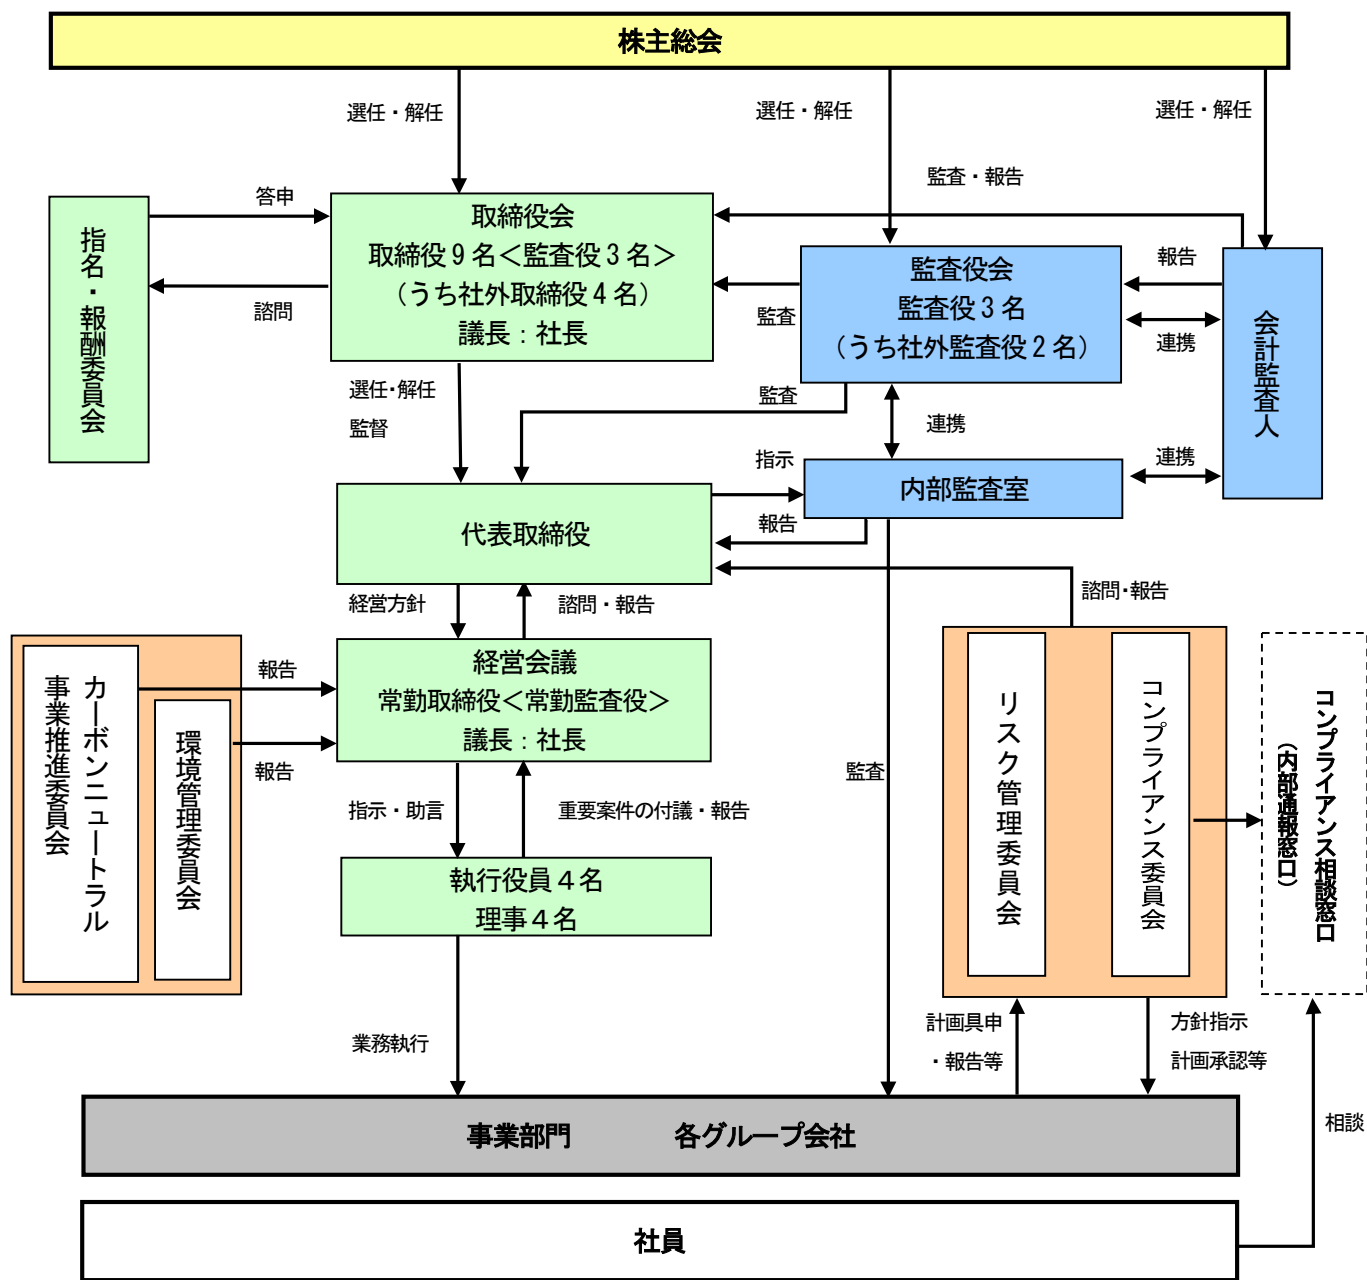 株主総会
選任・解任
選任・解任
選任・解任
監査・報告
答申
諮問
指名・報酬委員会
取締役会
取締役９名＜監査役３名＞
（うち社外取締役４名）
議長：社長
監査役会
監査役３名
（うち社外監査役２名）
監査
報告
連携
会計監査人
選任・解任
監督
監査
連携
指示
連携
内部監査室
報告
代表取締役
経営方針
諮問・報告
諮問・報告
カーボンニュートラル
事業推進委員会
環境管理委員会
報告
報告
経営会議
常勤取締役＜常勤監査役＞
議長：社長
監査
リスク管理委員会
コンプライアンス委員会
コンプライアンス相談窓口
（内部通報窓口）
指示・助言
重要案件の付議・報告
執行役員４名
理事４名
業務執行
計画具申
・報告等
方針指示
計画承認等
相談
事業部門　各グループ会社
社員